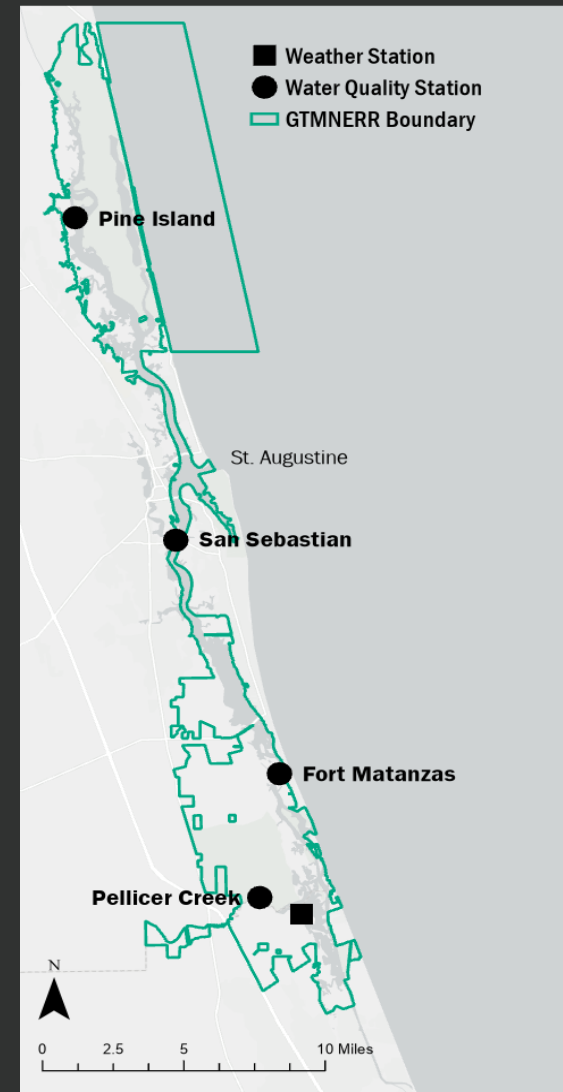 Weather Station
Water Quality Station
GTMNERR Boundary
Pine Island
St. Augustine
San Sebastian
Fort Matanzas
Pellicer Creek
N
0 2.5 5 10 Miles